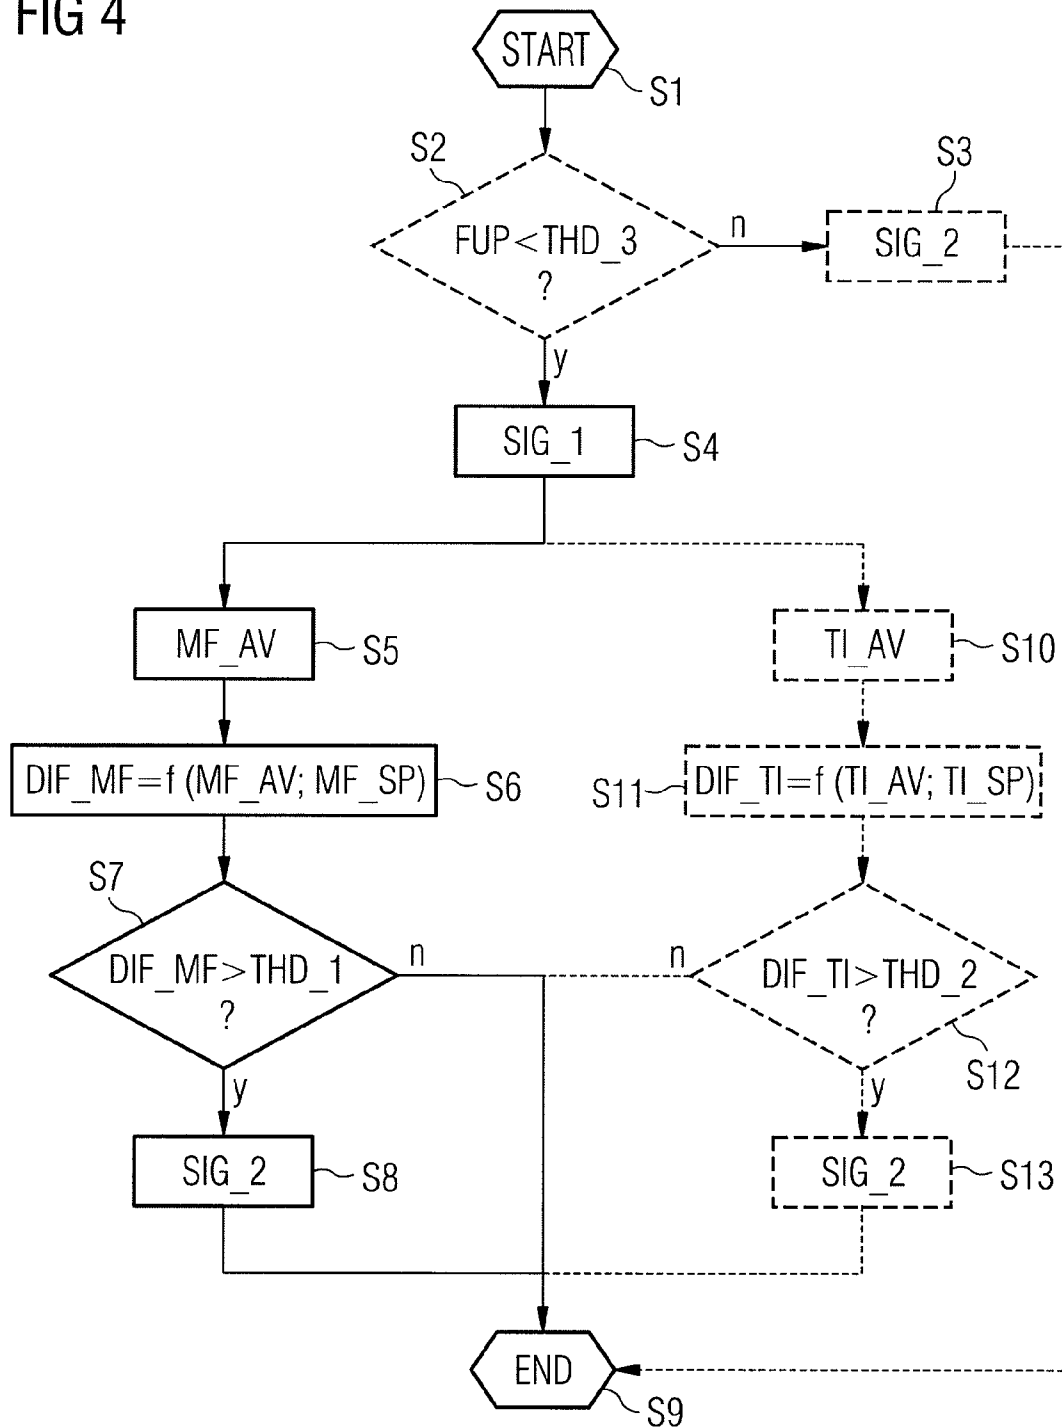 FIG 4
START
S1
S2
FUP<THD_3
?
n
S3
SIG_2
y
SIG_1
S4
MF_AV
S5
TI_AV
S10
DIF_MF=f (MF_AV; MF_SP)
S6
S11
DIF_TI=f (TI_AV; TI_SP)
S7
DIF_MF>THD_1
?
n
n
DIF_TI>THD_2
?
S12
y
y
SIG_2
S8
SIG_2
S13
END
S9